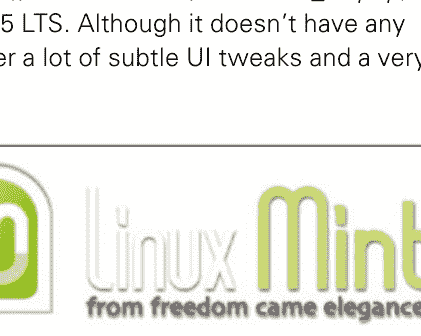 5 LTS. Although it doesn't have any
er a lot of subtle UI tweaks and a very
Linux Mint
from freedom came elegance